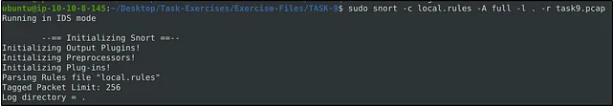 ubuntu@ip-10-10-8-145:~/Desktop/Task-Exercises/Exercise-Files/TASK-9$ sudo snort -c local.rules -A full -l . -r task9.pcap
Running in IDS mode
--== Initializing Snort ==--
Initializing Output Plugins!
Initializing Preprocessors!
Initializing Plug-ins!
Parsing Rules file "local.rules"
Tagged Packet Limit: 256
Log directory = .